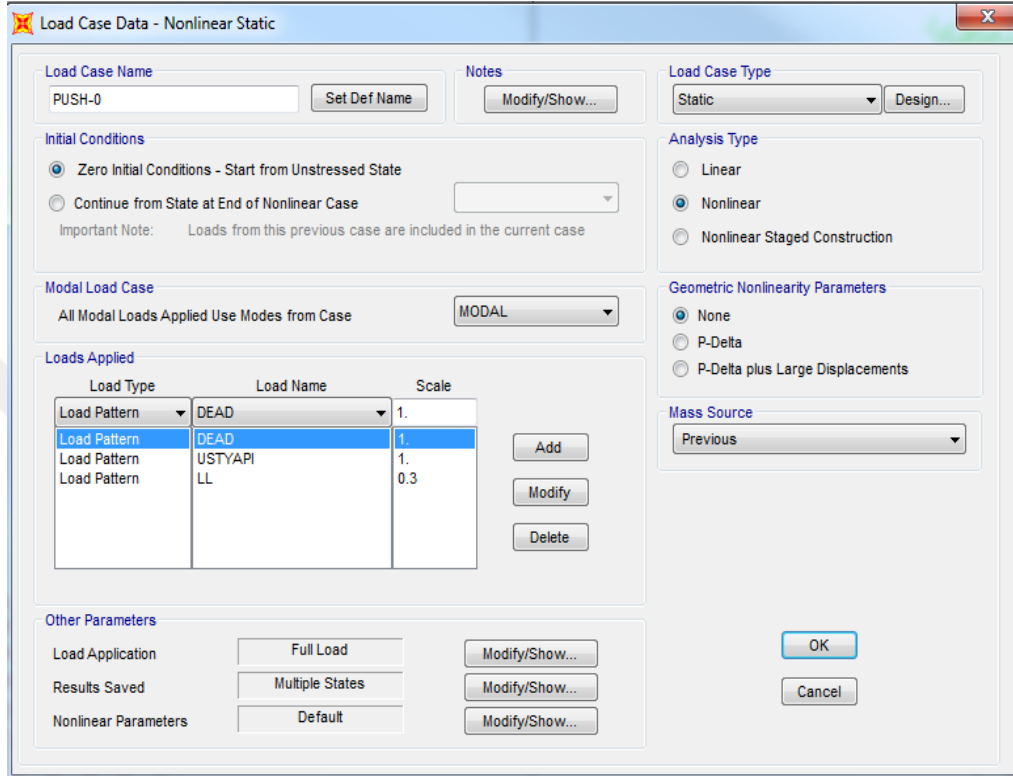 Load Case Data - Nonlinear Static
X
Load Case Name
PUSH-0
Set Def Name
Notes
Modify/Show...
Load Case Type
Static
Design...
Initial Conditions
Zero Initial Conditions - Start from Unstressed State
Continue from State at End of Nonlinear Case
Important Note: Loads from this previous case are included in the current case
Analysis Type
Linear
Nonlinear
Nonlinear Staged Construction
Modal Load Case
All Modal Loads Applied Use Modes from Case
MODAL
Geometric Nonlinearity Parameters
None
P-Delta
P-Delta plus Large Displacements
Loads Applied
Load Type Load Name Scale
Load Pattern DEAD 1.
Load Pattern DEAD 1.
Load Pattern USTYAPI 1.
Load Pattern LL 0.3
Add
Modify
Delete
Mass Source
Previous
Other Parameters
Load Application Full Load Modify/Show...
Results Saved Multiple States Modify/Show...
Nonlinear Parameters Default Modify/Show...
OK
Cancel